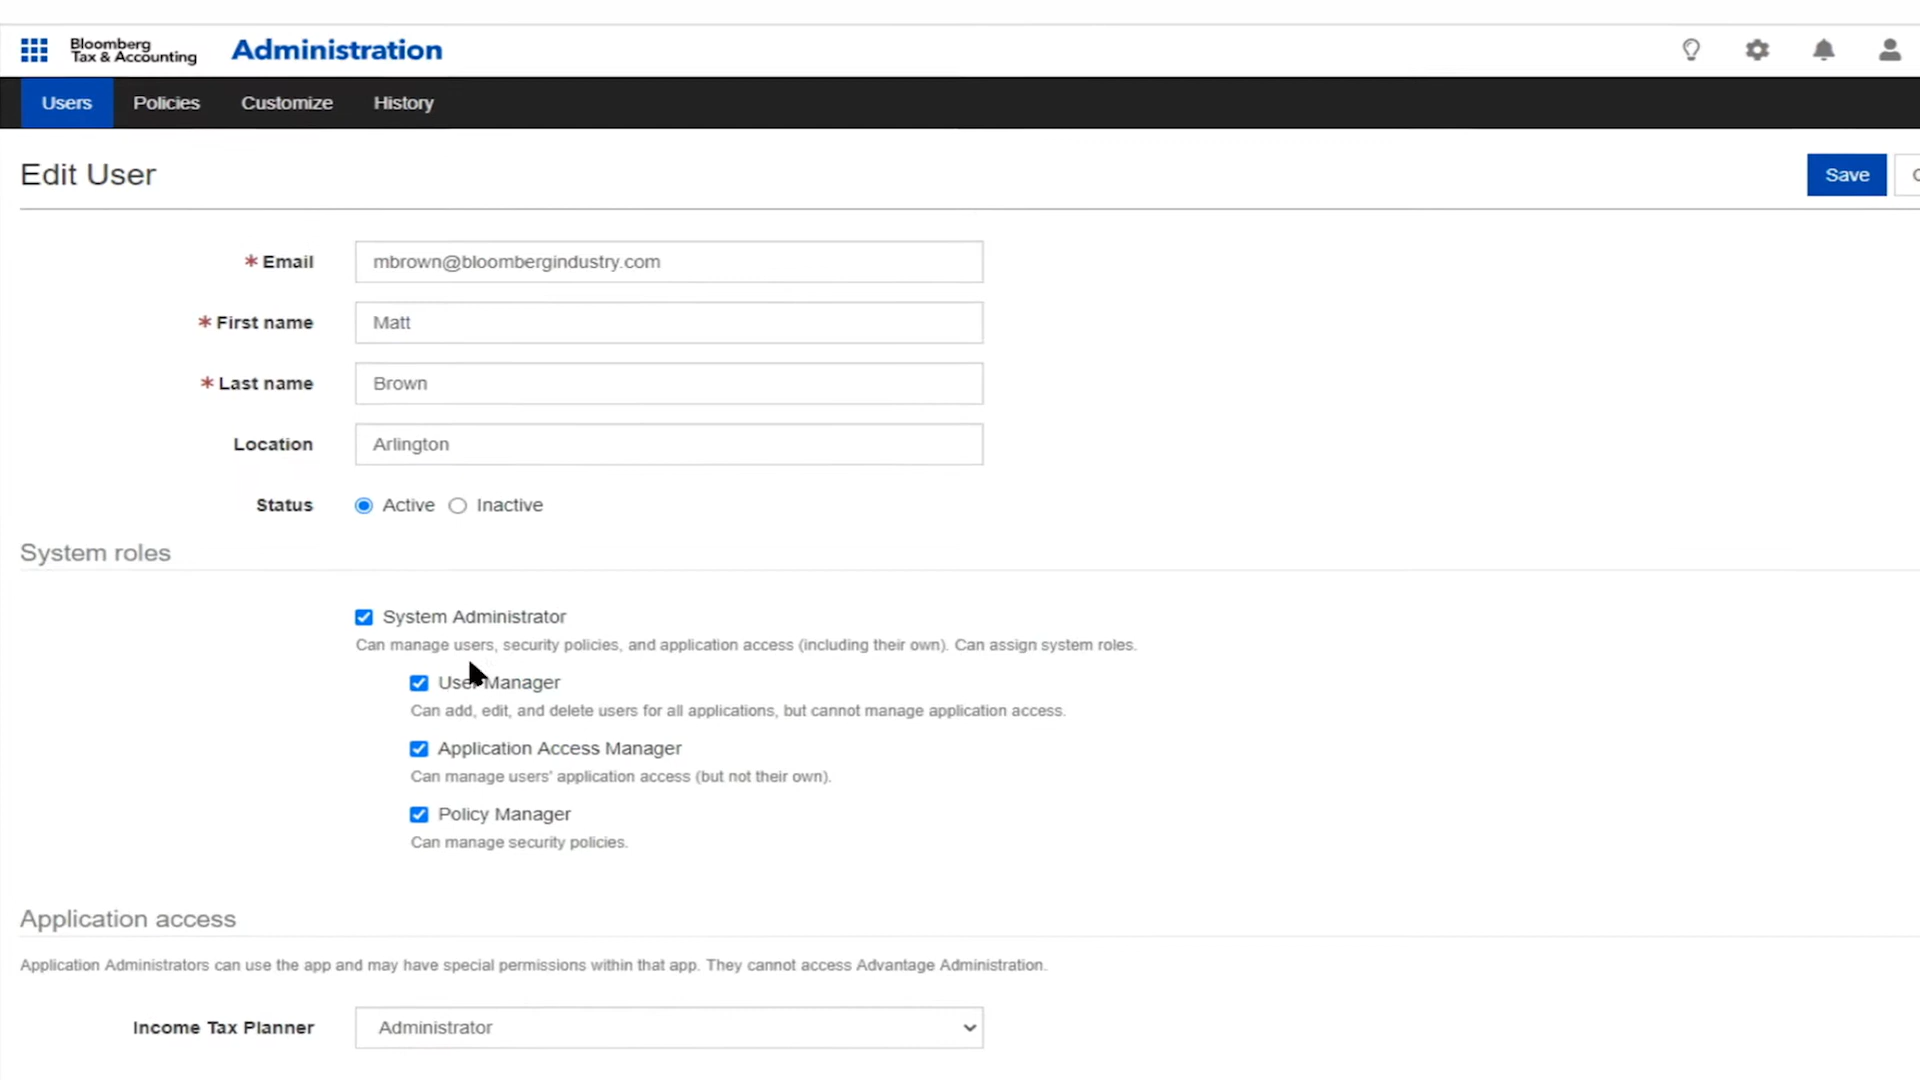 Bloomberg
Tax & Accounting
Administration
Users Policies Customize History
Edit User
Save
* Email mbrown@bloombergindustry.com
* First name Matt
* Last name Brown
Location Arlington
Status Active Inactive
System roles
System Administrator
Can manage users, security policies, and application access (including their own). Can assign system roles.
User Manager
Can add, edit, and delete users for all applications, but cannot manage application access.
Application Access Manager
Can manage users' application access (but not their own).
Policy Manager
Can manage security policies.
Application access
Application Administrators can use the app and may have special permissions within that app. They cannot access Advantage Administration.
Income Tax Planner Administrator